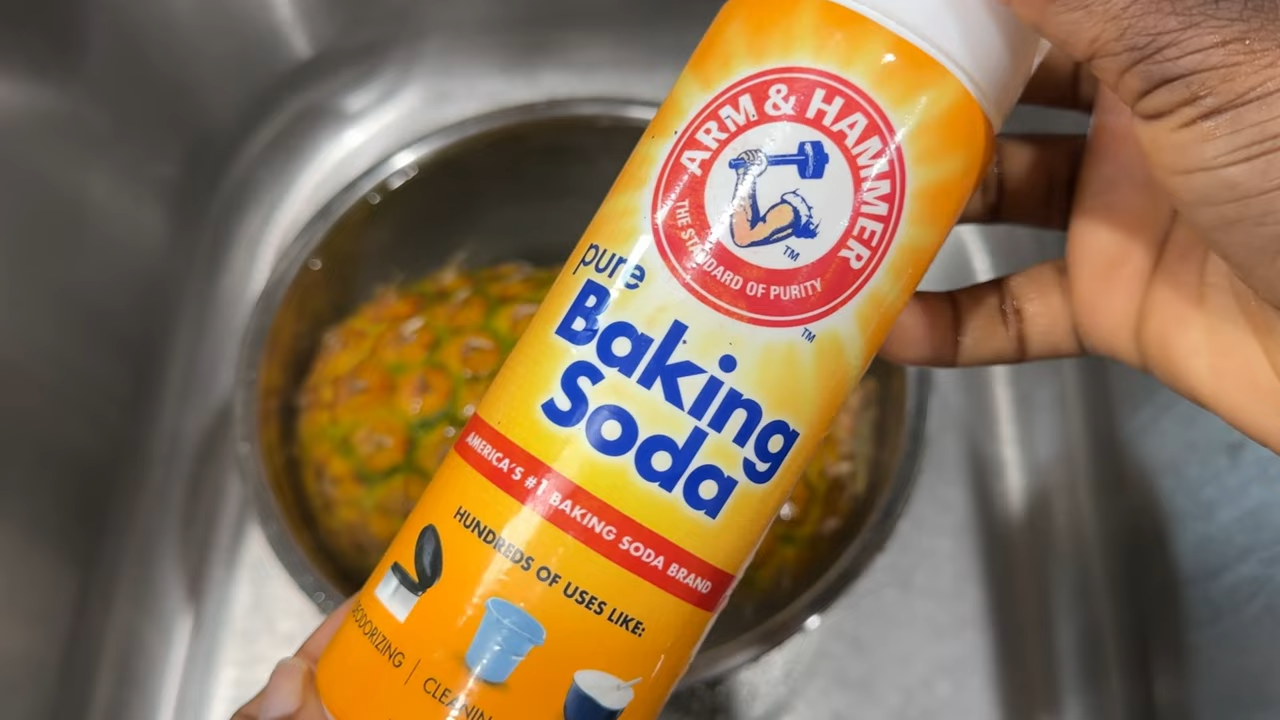 ARM & HAMMER
THE STANDARD OF PURITY
TM
TM
pure
Baking
Soda
AMERICA'S #1 BAKING SODA BRAND
HUNDREDS OF USES LIKE: